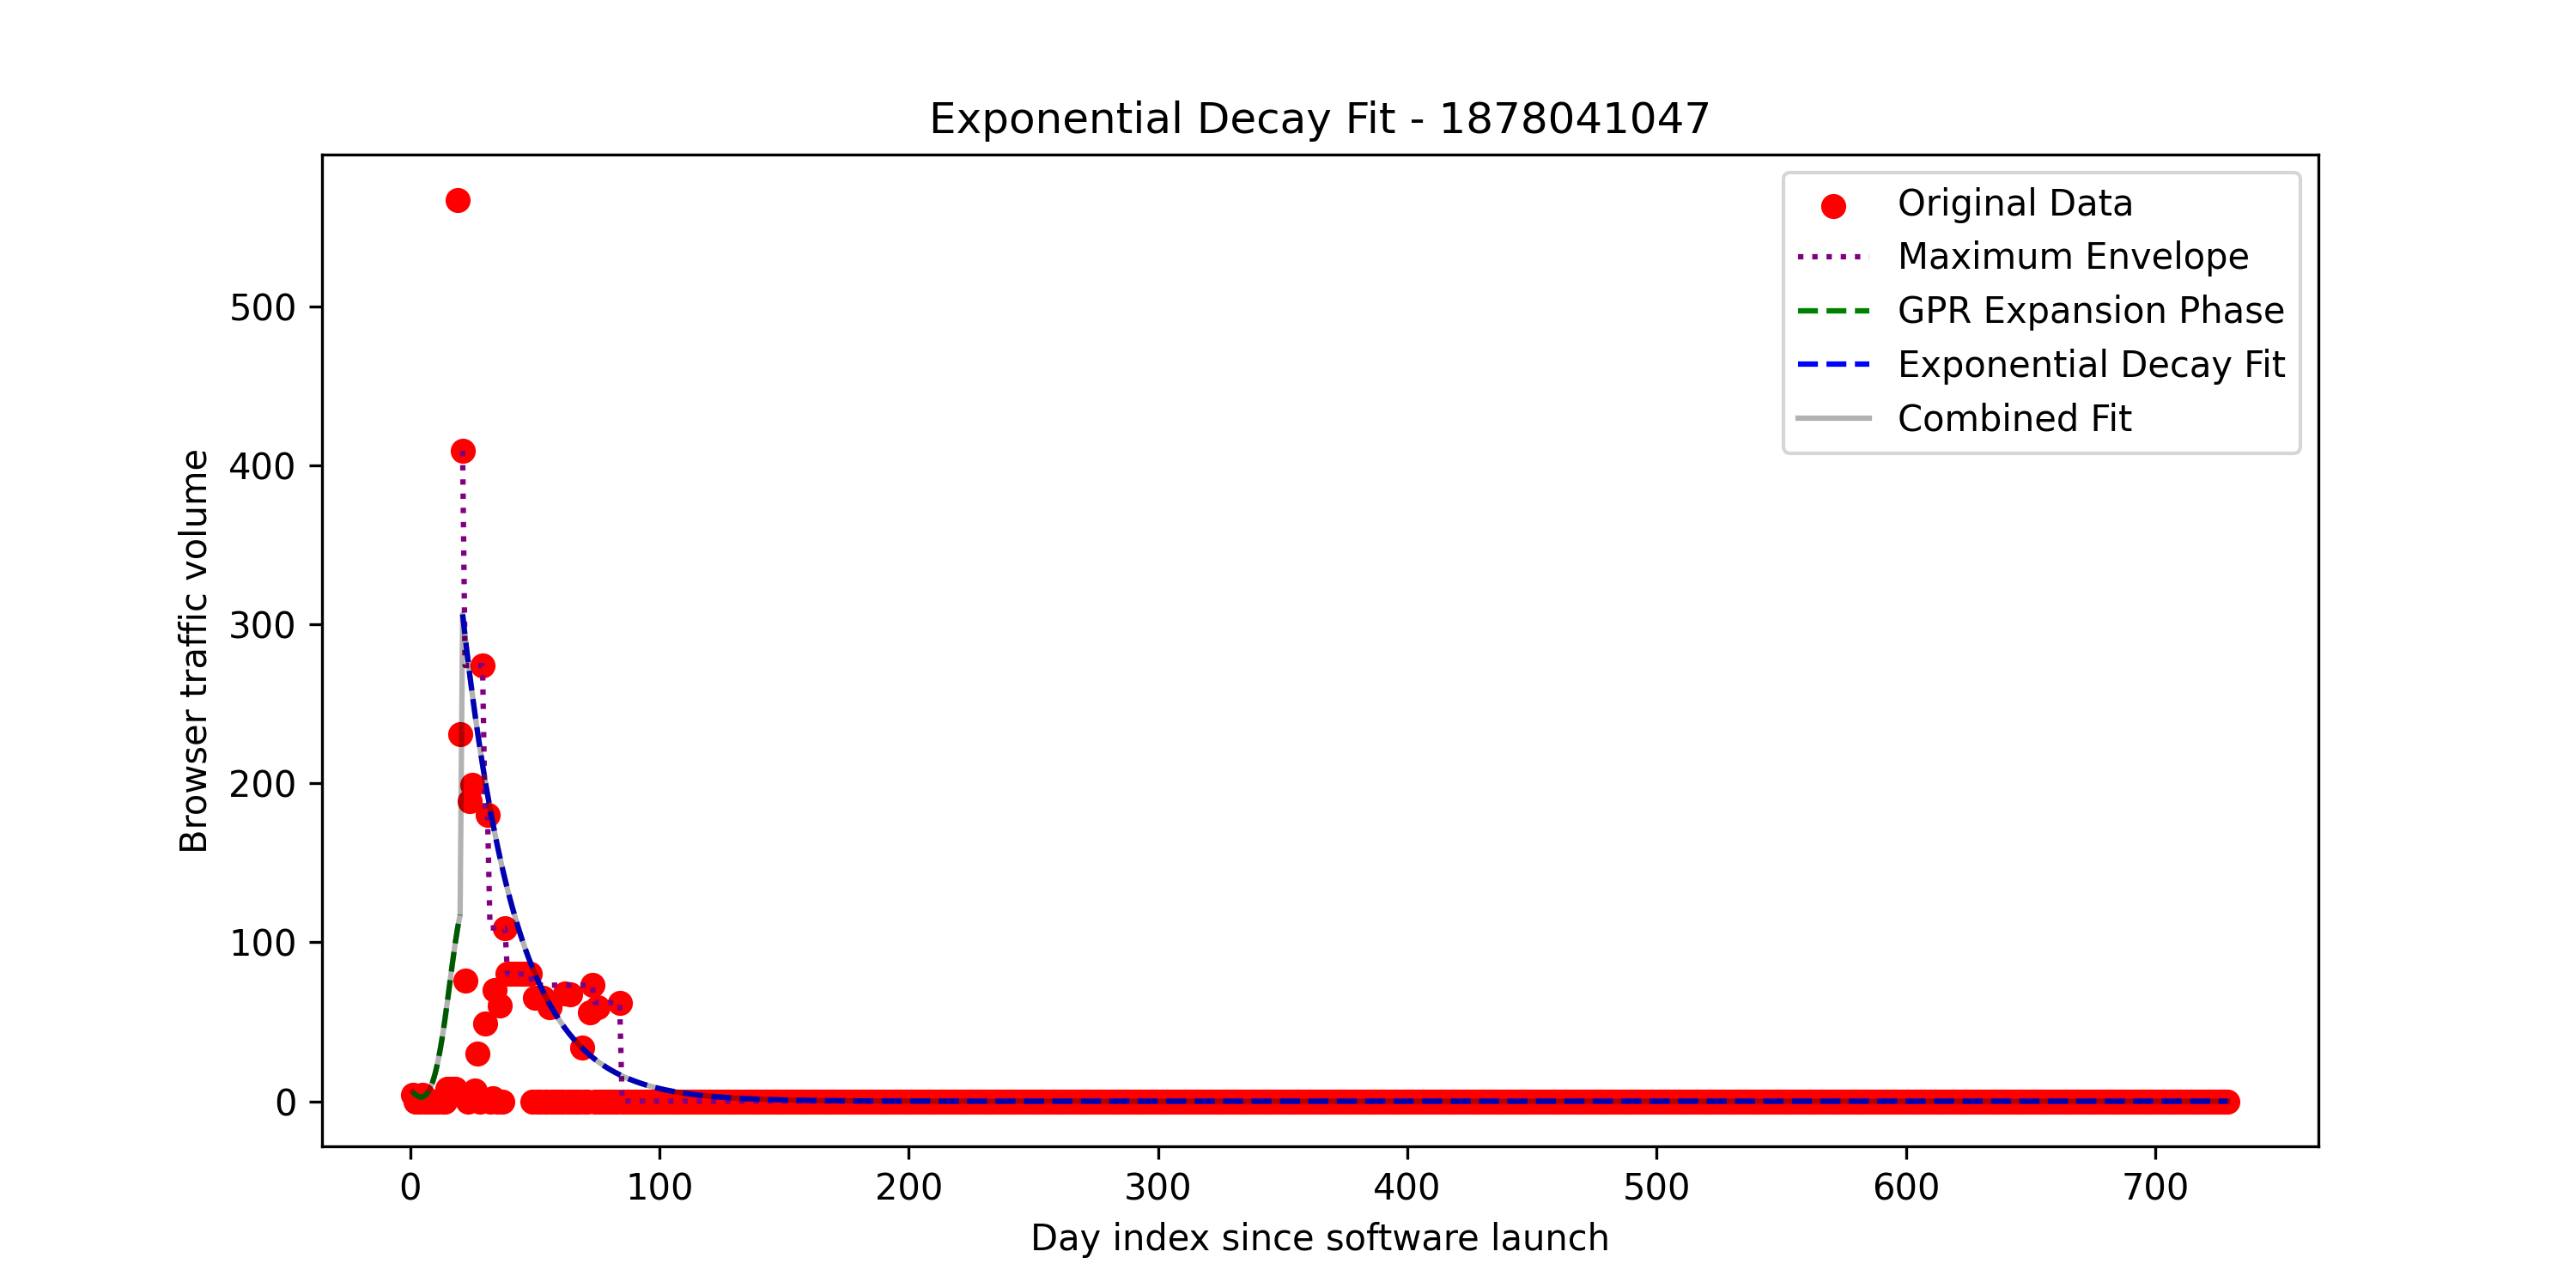 Exponential Decay Fit - 1878041047
Original Data
Maximum Envelope
GPR Expansion Phase
Exponential Decay Fit
Combined Fit
Browser traffic volume
500
400
300
200
100
0
0 100 200 300 400 500 600 700
Day index since software launch